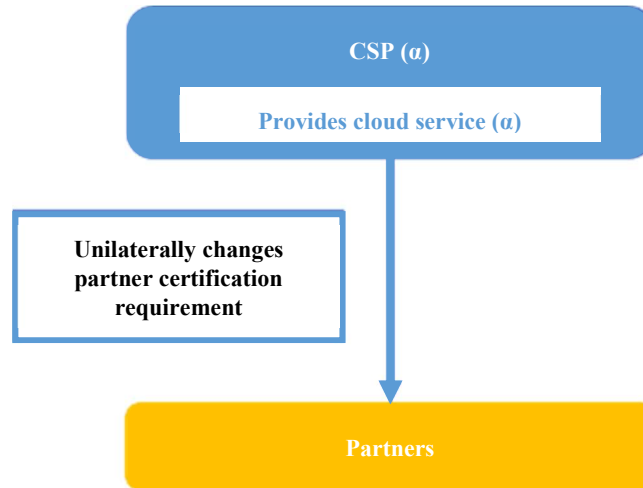 CSP (α)
Provides cloud service (α)
Unilaterally changes
partner certification
requirement
Partners